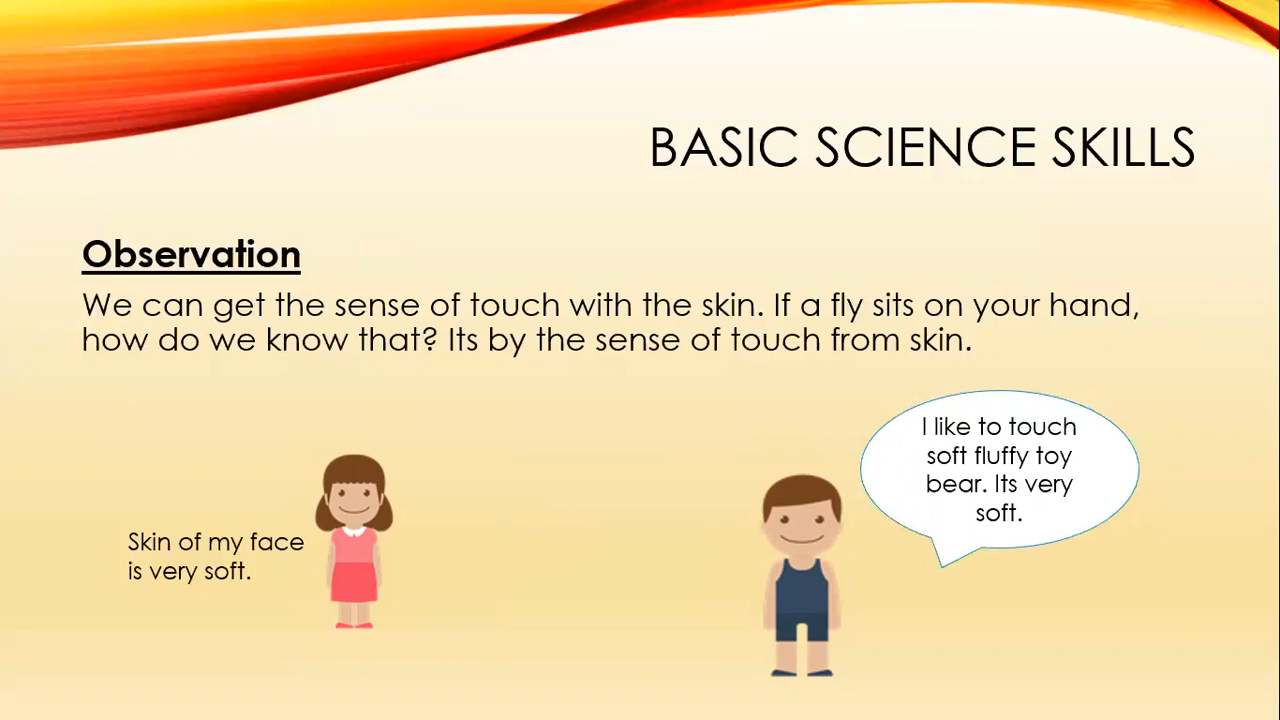 BASIC SCIENCE SKILLS
Observation
We can get the sense of touch with the skin. If a fly sits on your hand,
how do we know that? Its by the sense of touch from skin.
I like to touch
soft fluffy toy
bear. Its very
soft.
Skin of my face
is very soft.